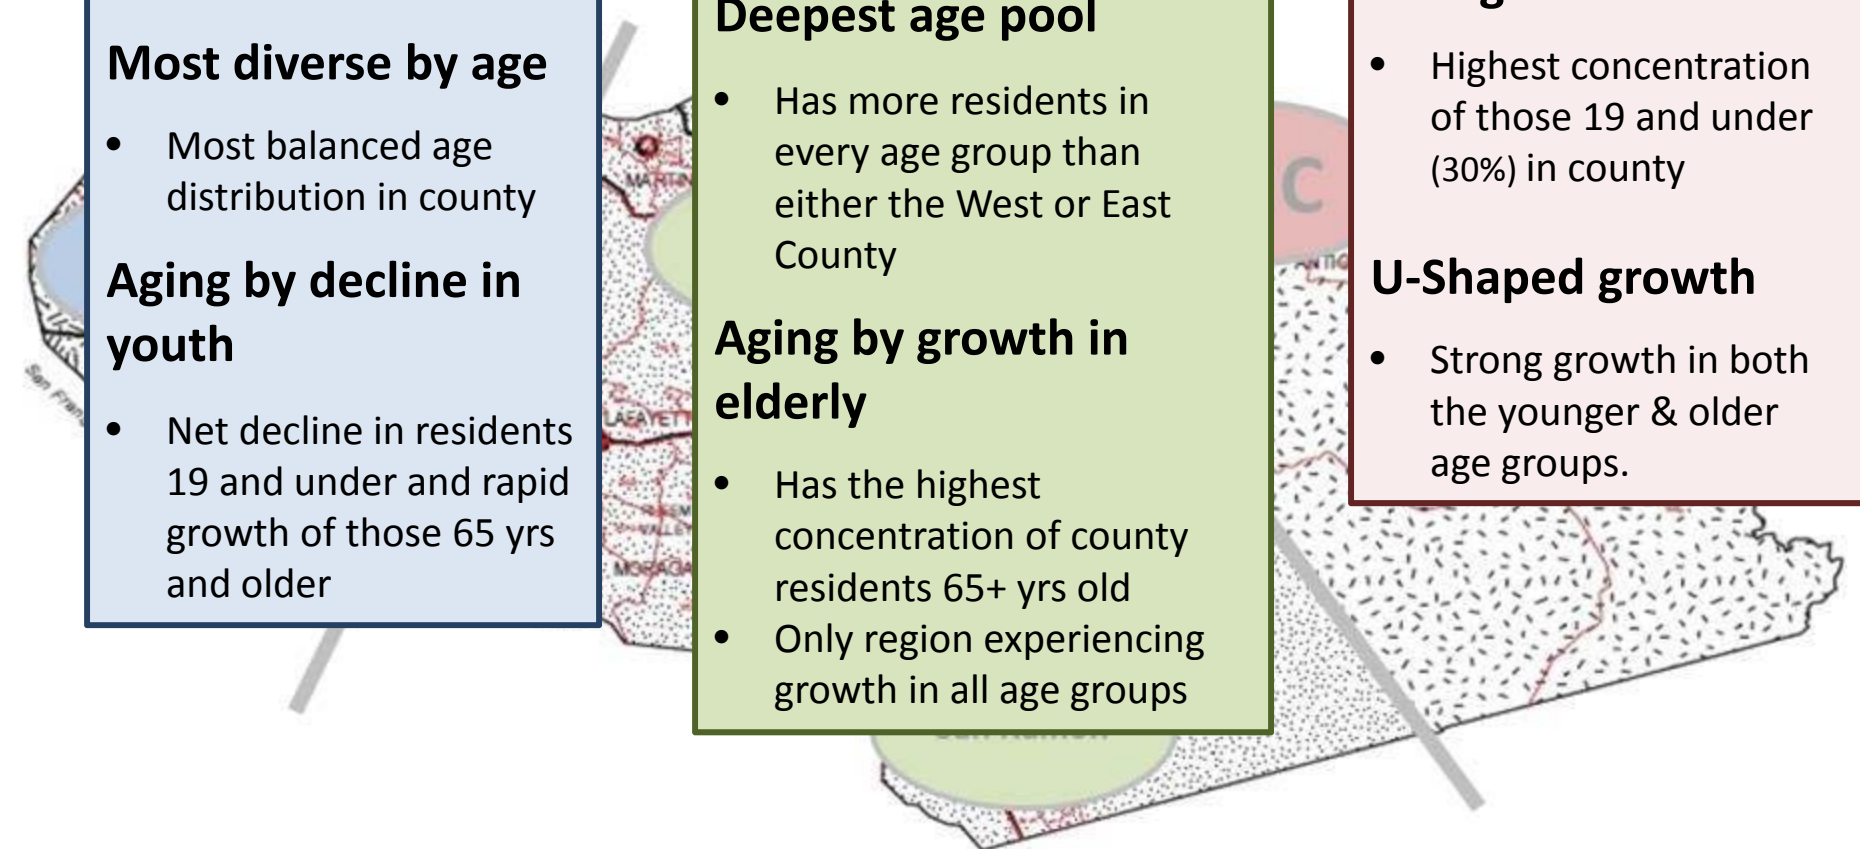 Most diverse by age
• Most balanced age
distribution in county
Aging by decline in
youth
• Net decline in residents
19 and under and rapid
growth of those 65 yrs
and older
Deepest age pool
• Has more residents in
every age group than
either the West or East
County
Aging by growth in
elderly
• Has the highest
concentration of county
residents 65+ yrs old
• Only region experiencing
growth in all age groups
• Highest concentration
of those 19 and under
(30%) in county
U-Shaped growth
• Strong growth in both
the younger & older
age groups.
C
San Fran
MARTIN
LAFAYETT
MORAGA